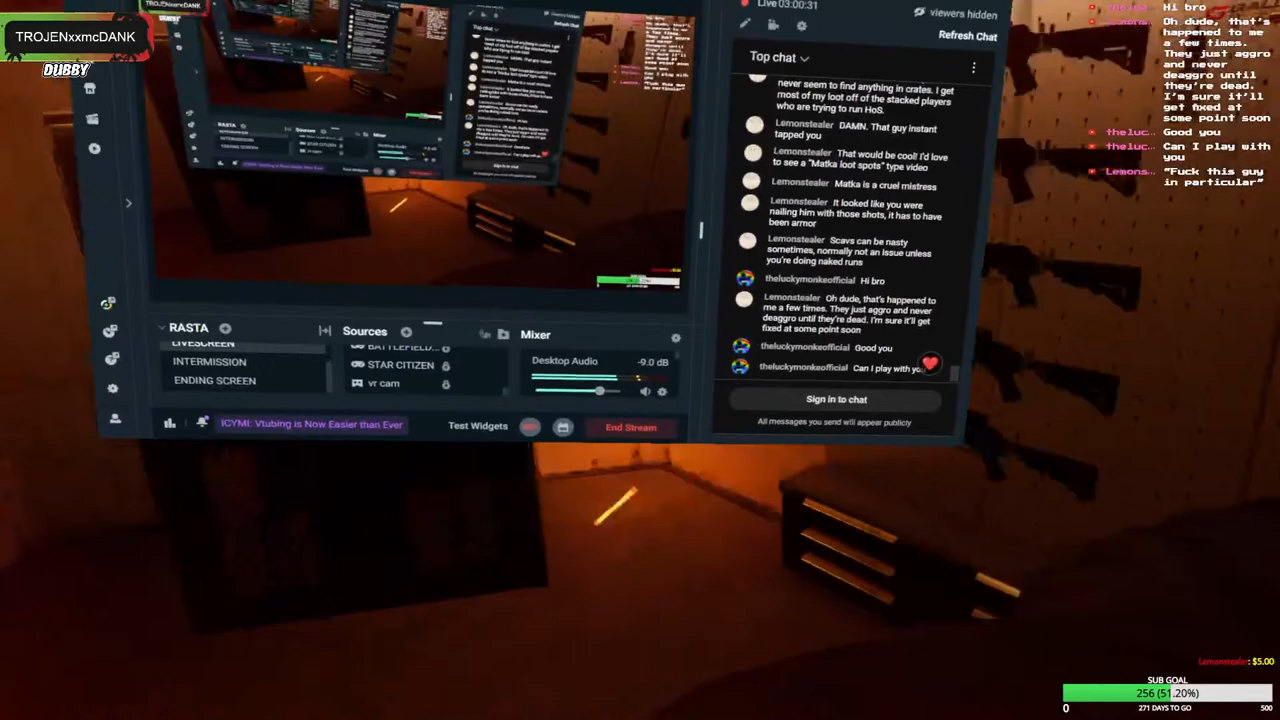 TROJENxxmcDANK
DUBBY
Live 03:00:31
viewers hidden
Refresh Chat
Top chat
never seem to find anything in crates. I get
most of my loot off of the stacked players
who are trying to run HoS.
Lemonstealer DAMN. That guy instant
tapped you
Lemonstealer That would be cool! I'd love
to see a "Matka loot spots" type video
Lemonstealer Matka is a cruel mistress
Lemonstealer It looked like you were
nailing him with those shots, it has to have
been armor
Lemonstealer Scavs can be nasty
sometimes, normally not an issue unless
you're doing naked runs
theluckymonkeofficial Hi bro
Lemonstealer Oh dude, that's happened to
me a few times. They just aggro and never
deaggro until they're dead. I'm sure it'll get
fixed at some point soon
theluckymonkeofficial Good you
theluckymonkeofficial Can I play with you
Sign in to chat
All messages you send will appear publicly
RASTA
LIVESCREEN
INTERMISSION
ENDING SCREEN
Sources
BATTLEFIELD...
STAR CITIZEN
vr cam
Mixer
Desktop Audio -9.0 dB
ICYMI: Vtubing is Now Easier than Ever
Test Widgets
End Stream
Hi bro
Oh dude, that's
happened to me
a few times.
They just
aggro and
never
deaggro
until
they're
dead.
I'm sure
it'll get
fixed at
some point
soon
theluc... Good you
theluc... Can I play with
you
Lemons... "Fuck this guy
in particular"
Lemonstealer: $5.00
SUB GOAL
256 (51.20%)
0 271 DAYS TO GO 500